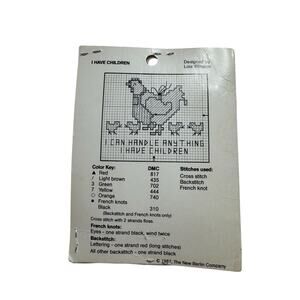 I HAVE CHILDREN
Designed by
Lois Winston
I CAN HANDLE ANYTHING
I HAVE CHILDREN
Color Key: DMC
▲ Red 817
/ Light brown 435
3 Green 702
7 Yellow 444
○ Orange 740
● French knots
Black 310
(Backstitch and French knots only)
Cross stitch with 2 strands floss
Stitches used:
Cross stitch
Backstitch
French knot
French knots:
Eyes - one strand black, wind twice
Backstitch:
Lettering - one strand red (long stitches)
All other backstitch - one strand black
© 1987, The New Berlin Company